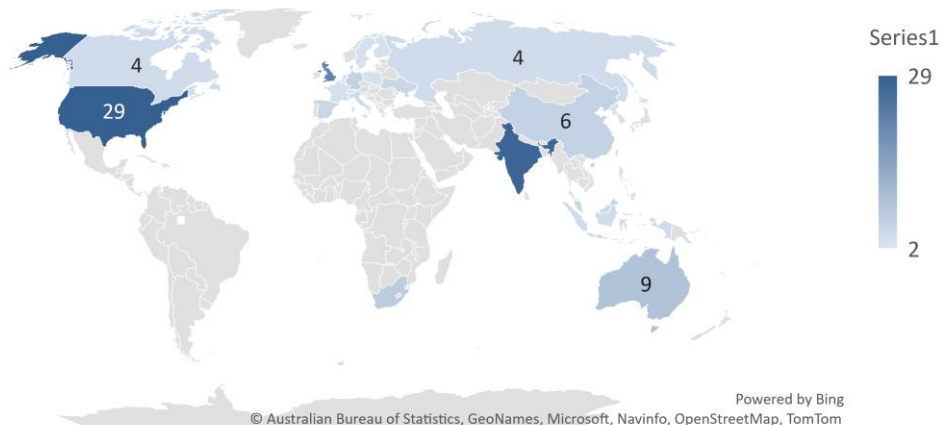 Series1
29
2
4
29
4
6
9
Powered by Bing
© Australian Bureau of Statistics, GeoNames, Microsoft, Navinfo, OpenStreetMap, TomTom